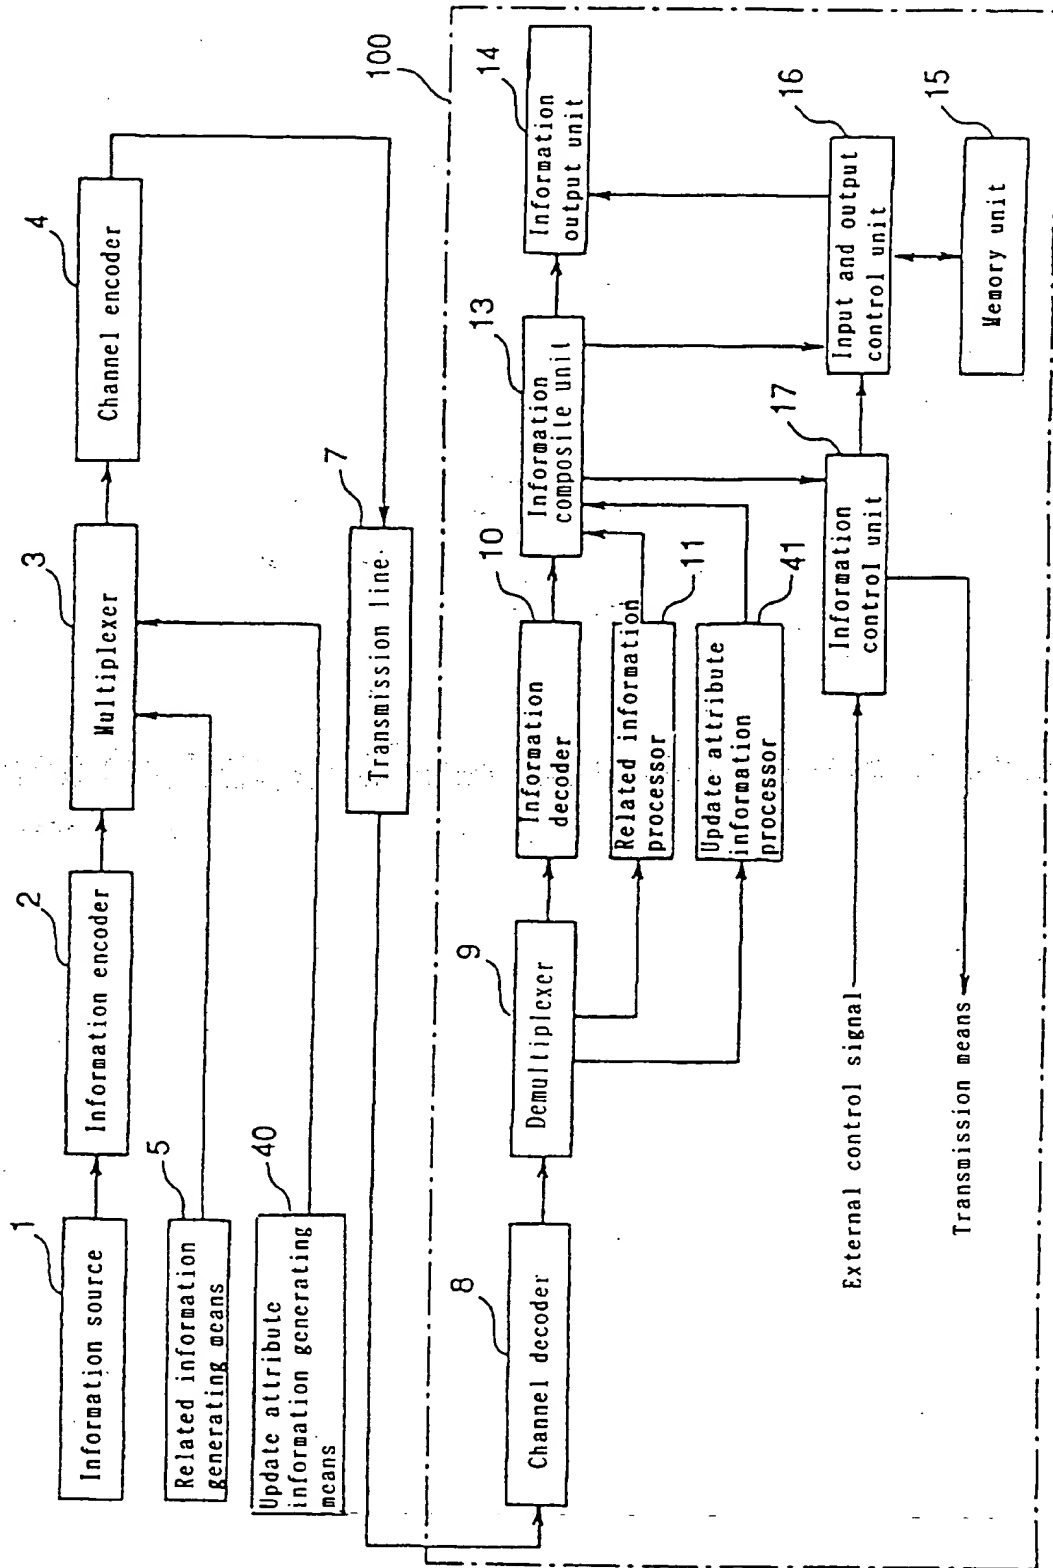 1
Information source
2
Information encoder
3
Multiplexer
4
Channel encoder
5
Related information
generating means
40
Update attribute
information generating
means
7
Transmission line
100
8
Channel decoder
9
Demultiplexer
10
Information
decoder
11
Related information
processor
41
Update attribute
information
processor
13
Information
composite unit
14
Information
output unit
16
Input and output
control unit
15
Memory unit
17
Information
control unit
External control signal
Transmission means